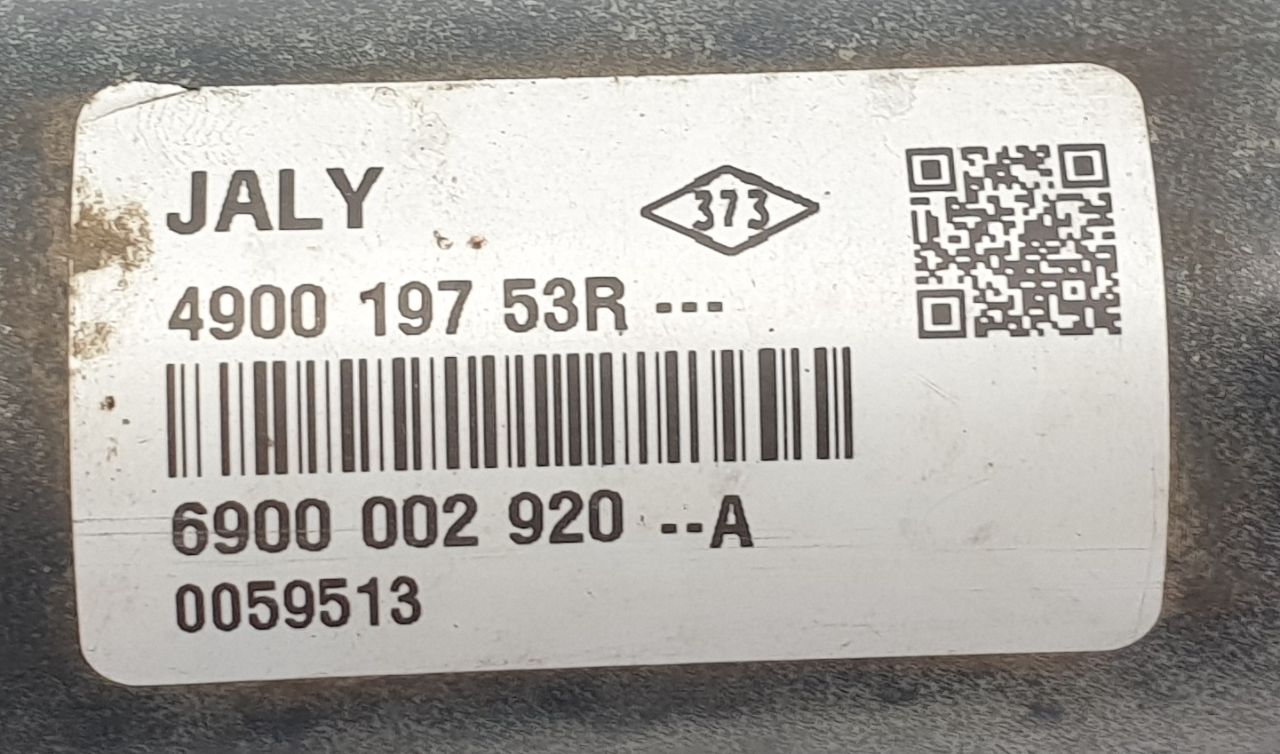 JALY
373
4900 197 53R ---
6900 002 920 --A
0059513